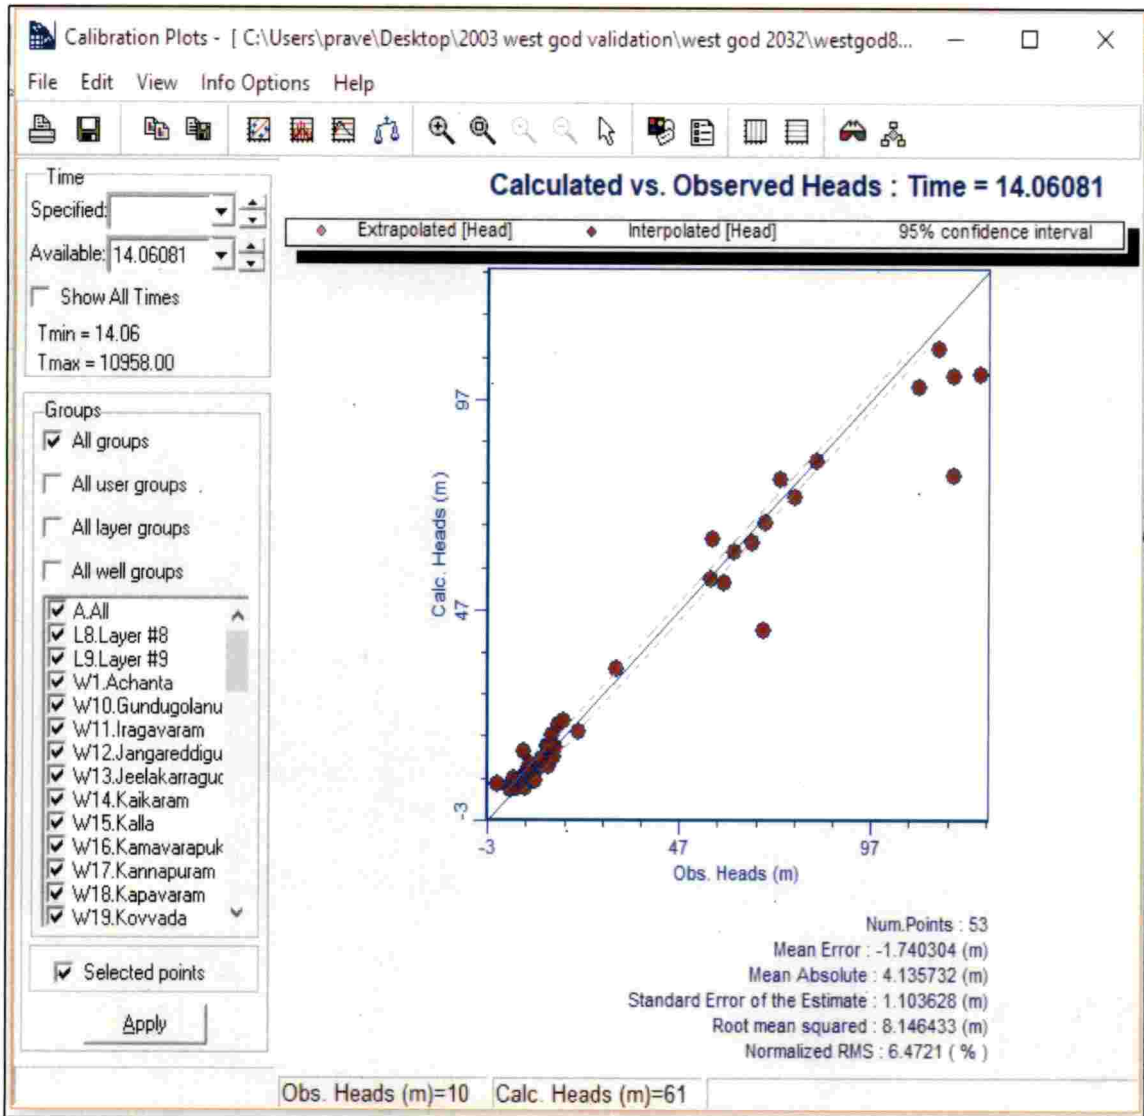 Calibration Plots - [ C:\Users\prave\Desktop\2003 west god validation\west god 2032\westgod8...
File Edit View Info Options Help
Time
Specified:
Available: 14.06081
Show All Times
Tmin = 14.06
Tmax = 10958.00
Groups
All groups
All user groups
All layer groups
All well groups
A.All
L8.Layer #8
L9.Layer #9
W1.Achanta
W10.Gundugolanu
W11.Iragavaram
W12.Jangareddigu
W13.Jeelakarraguc
W14.Kaikaram
W15.Kalla
W16.Kamavarapuk
W17.Kannapuram
W18.Kapavaram
W19.Kovvada
Selected points
Apply
Calculated vs. Observed Heads : Time = 14.06081
Extrapolated [Head] Interpolated [Head] 95% confidence interval
Calc. Heads (m)
97
47
-3
-3 47 97
Obs. Heads (m)
Num.Points : 53
Mean Error : -1.740304 (m)
Mean Absolute : 4.135732 (m)
Standard Error of the Estimate : 1.103628 (m)
Root mean squared : 8.146433 (m)
Normalized RMS : 6.4721 ( % )
Obs. Heads (m)=10 Calc. Heads (m)=61